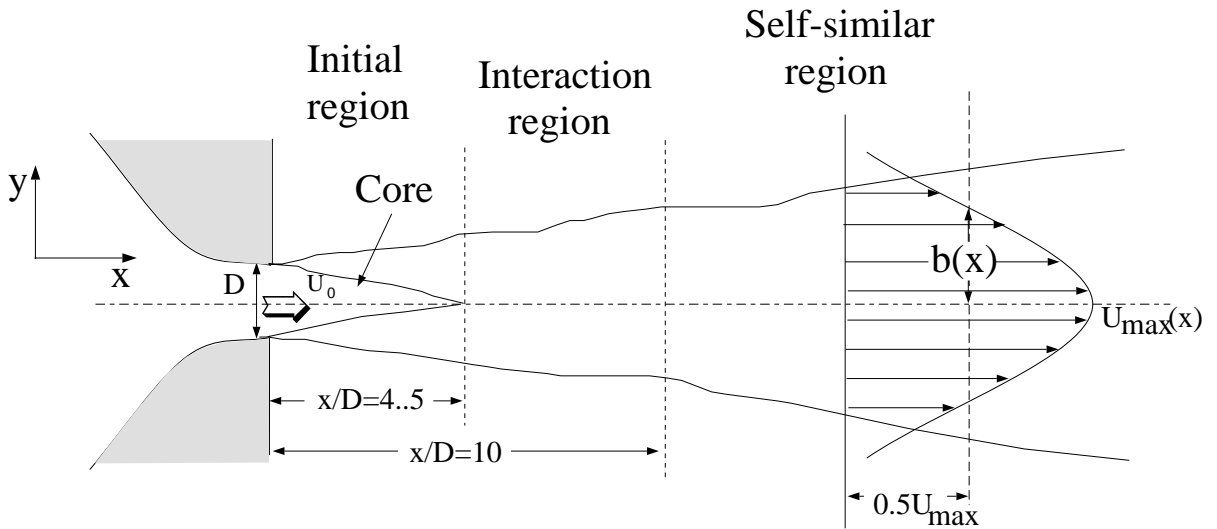 Self-similar
region
Initial
region
Interaction
region
y
x
Core
D
U0
b(x)
Umax(x)
x/D=4..5
x/D=10
0.5Umax